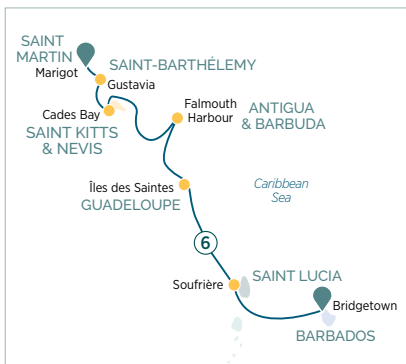 SAINT
MARTIN
Marigot
SAINT-BARTHÉLEMY
Gustavia
Cades Bay
SAINT KITTS
& NEVIS
Falmouth
Harbour
ANTIGUA
& BARBUDA
Îles des Saintes
GUADELOUPE
Caribbean
Sea
6
Soufrière
SAINT LUCIA
Bridgetown
BARBADOS